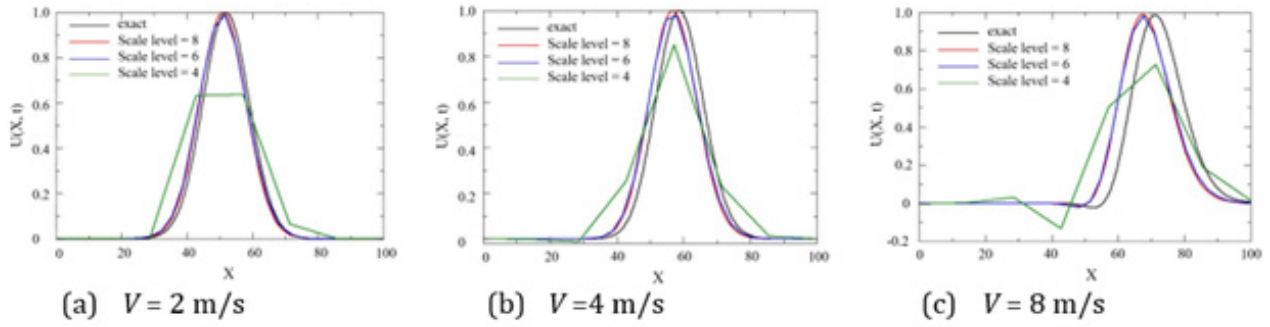 1.0
0.8
0.6
0.4
0.2
0
U(X, t)
exact
Scale level = 8
Scale level = 6
Scale level = 4
0 20 40 60 80 100
X
(a) V = 2 m/s
1.0
0.8
0.6
0.4
0.2
0
U(X, t)
exact
Scale level = 8
Scale level = 6
Scale level = 4
0 20 40 60 80 100
X
(b) V =4 m/s
1.0
0.8
0.6
0.4
0.2
0
-0.2
U(X, t)
exact
Scale level = 8
Scale level = 6
Scale level = 4
0 20 40 60 80 100
X
(c) V = 8 m/s